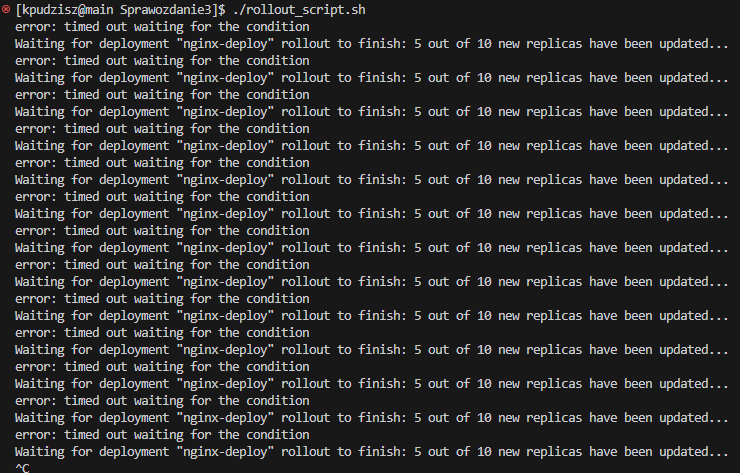 [kpudzisz@main Sprawozdanie3]$ ./rollout_script.sh
error: timed out waiting for the condition
Waiting for deployment "nginx-deploy" rollout to finish: 5 out of 10 new replicas have been updated...
error: timed out waiting for the condition
Waiting for deployment "nginx-deploy" rollout to finish: 5 out of 10 new replicas have been updated...
error: timed out waiting for the condition
Waiting for deployment "nginx-deploy" rollout to finish: 5 out of 10 new replicas have been updated...
error: timed out waiting for the condition
Waiting for deployment "nginx-deploy" rollout to finish: 5 out of 10 new replicas have been updated...
error: timed out waiting for the condition
Waiting for deployment "nginx-deploy" rollout to finish: 5 out of 10 new replicas have been updated...
error: timed out waiting for the condition
Waiting for deployment "nginx-deploy" rollout to finish: 5 out of 10 new replicas have been updated...
error: timed out waiting for the condition
Waiting for deployment "nginx-deploy" rollout to finish: 5 out of 10 new replicas have been updated...
error: timed out waiting for the condition
Waiting for deployment "nginx-deploy" rollout to finish: 5 out of 10 new replicas have been updated...
error: timed out waiting for the condition
Waiting for deployment "nginx-deploy" rollout to finish: 5 out of 10 new replicas have been updated...
error: timed out waiting for the condition
Waiting for deployment "nginx-deploy" rollout to finish: 5 out of 10 new replicas have been updated...
error: timed out waiting for the condition
Waiting for deployment "nginx-deploy" rollout to finish: 5 out of 10 new replicas have been updated...
error: timed out waiting for the condition
Waiting for deployment "nginx-deploy" rollout to finish: 5 out of 10 new replicas have been updated...
error: timed out waiting for the condition
Waiting for deployment "nginx-deploy" rollout to finish: 5 out of 10 new replicas have been updated...
^C